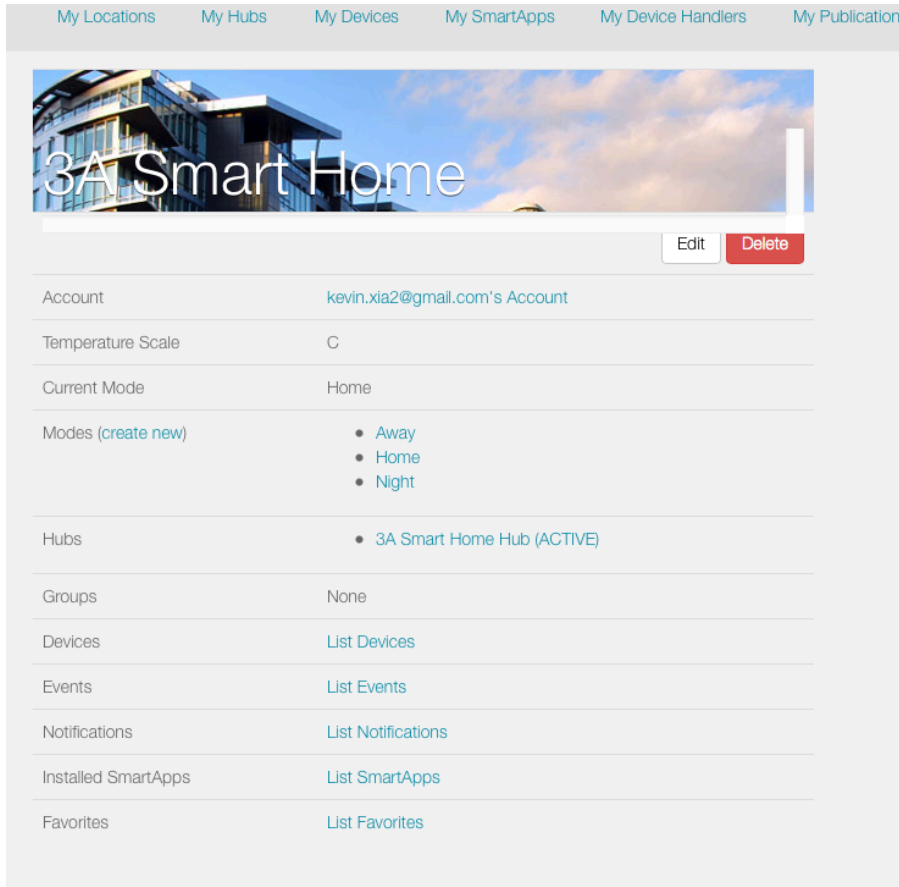 My Locations My Hubs My Devices My SmartApps My Device Handlers My Publication
3A Smart Home
Edit Delete
Account kevin.xia2@gmail.com's Account
Temperature Scale C
Current Mode Home
Modes (create new)
Away
Home
Night
Hubs 3A Smart Home Hub (ACTIVE)
Groups None
Devices List Devices
Events List Events
Notifications List Notifications
Installed SmartApps List SmartApps
Favorites List Favorites